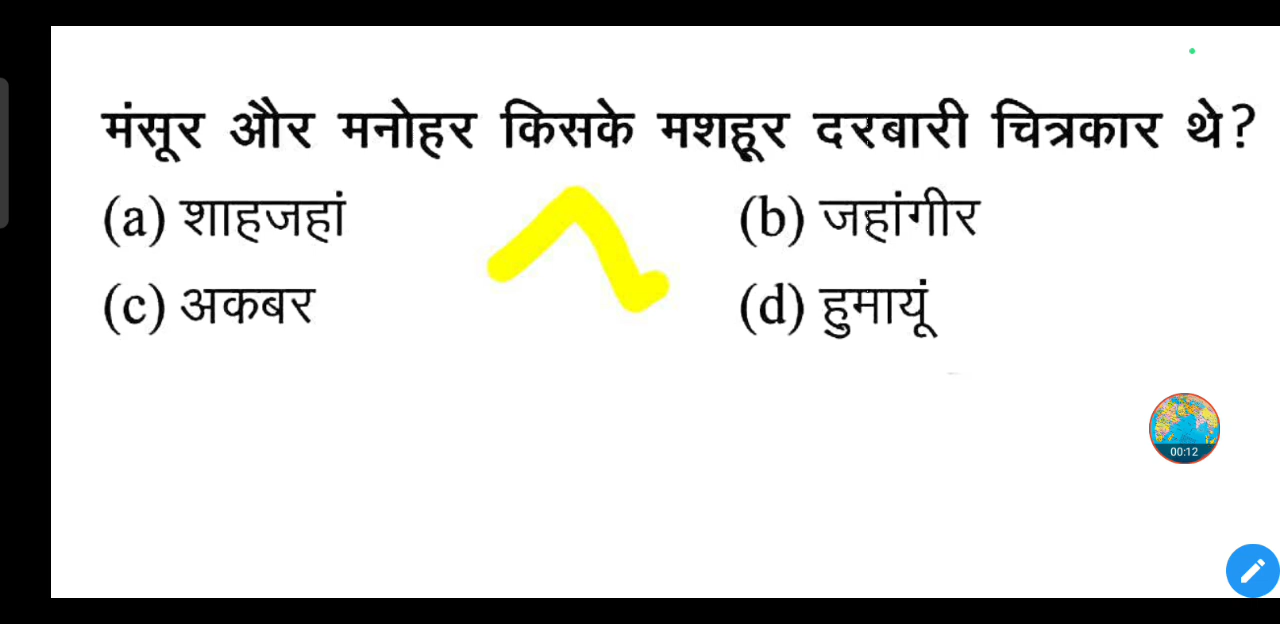 मंसूर और मनोहर किसके मशहूर दरबारी चित्रकार थे?
(a) शाहजहां (b) जहांगीर
(c) अकबर (d) हुमायूं
00:12